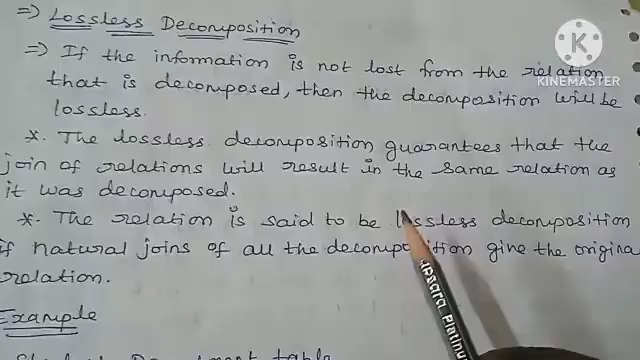 ⇒ Lossless Decomposition
⇒ If the information is not lost from the relation
that is decomposed, then the decomposition will be
lossless.
*. The lossless decomposition guarantees that the
join of relations will result in the same relation as
it was decomposed.
*. The relation is said to be lossless decomposition
if natural joins of all the decomposition give the origina
relation.
Example
K
KINEMASTER
apsara Platinu